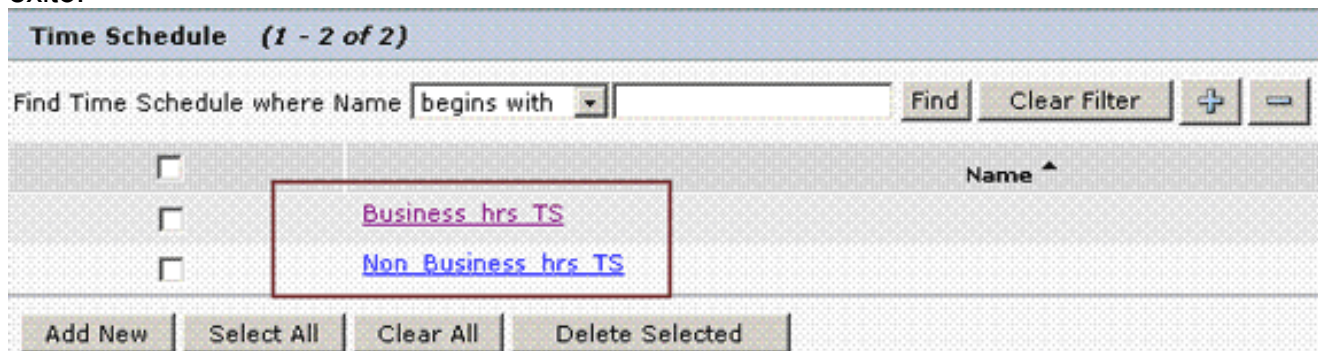 Time Schedule (1 - 2 of 2)
Find Time Schedule where Name begins with Find Clear Filter
Name
Business_hrs_TS
Non_Business_hrs_TS
Add New Select All Clear All Delete Selected